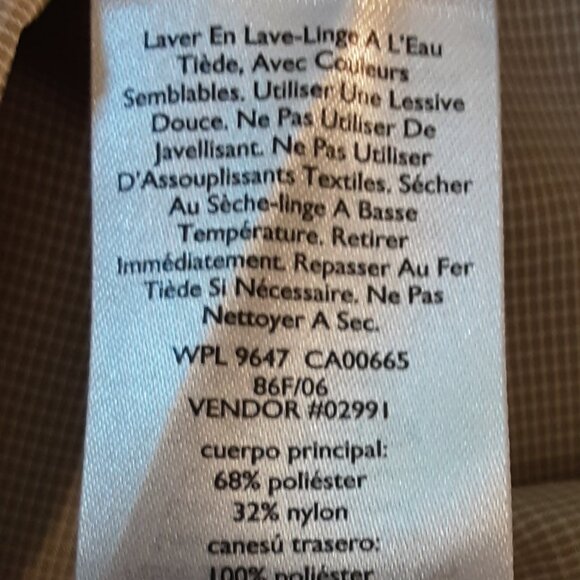 Laver En Lave-Linge A L'Eau
Tiède, Avec Couleurs
Semblables. Utiliser Une Lessive
Douce. Ne Pas Utiliser De
Javellisant. Ne Pas Utiliser
D'Assouplissants Textiles. Sécher
Au Sèche-linge A Basse
Température. Retirer
Immédiatement. Repasser Au Fer
Tiède Si Nécessaire. Ne Pas
Nettoyer A Sec.
WPL 9647 CA00665
86F/06
VENDOR #02991
cuerpo principal:
68% poliéster
32% nylon
canesú trasero:
100% poliéster